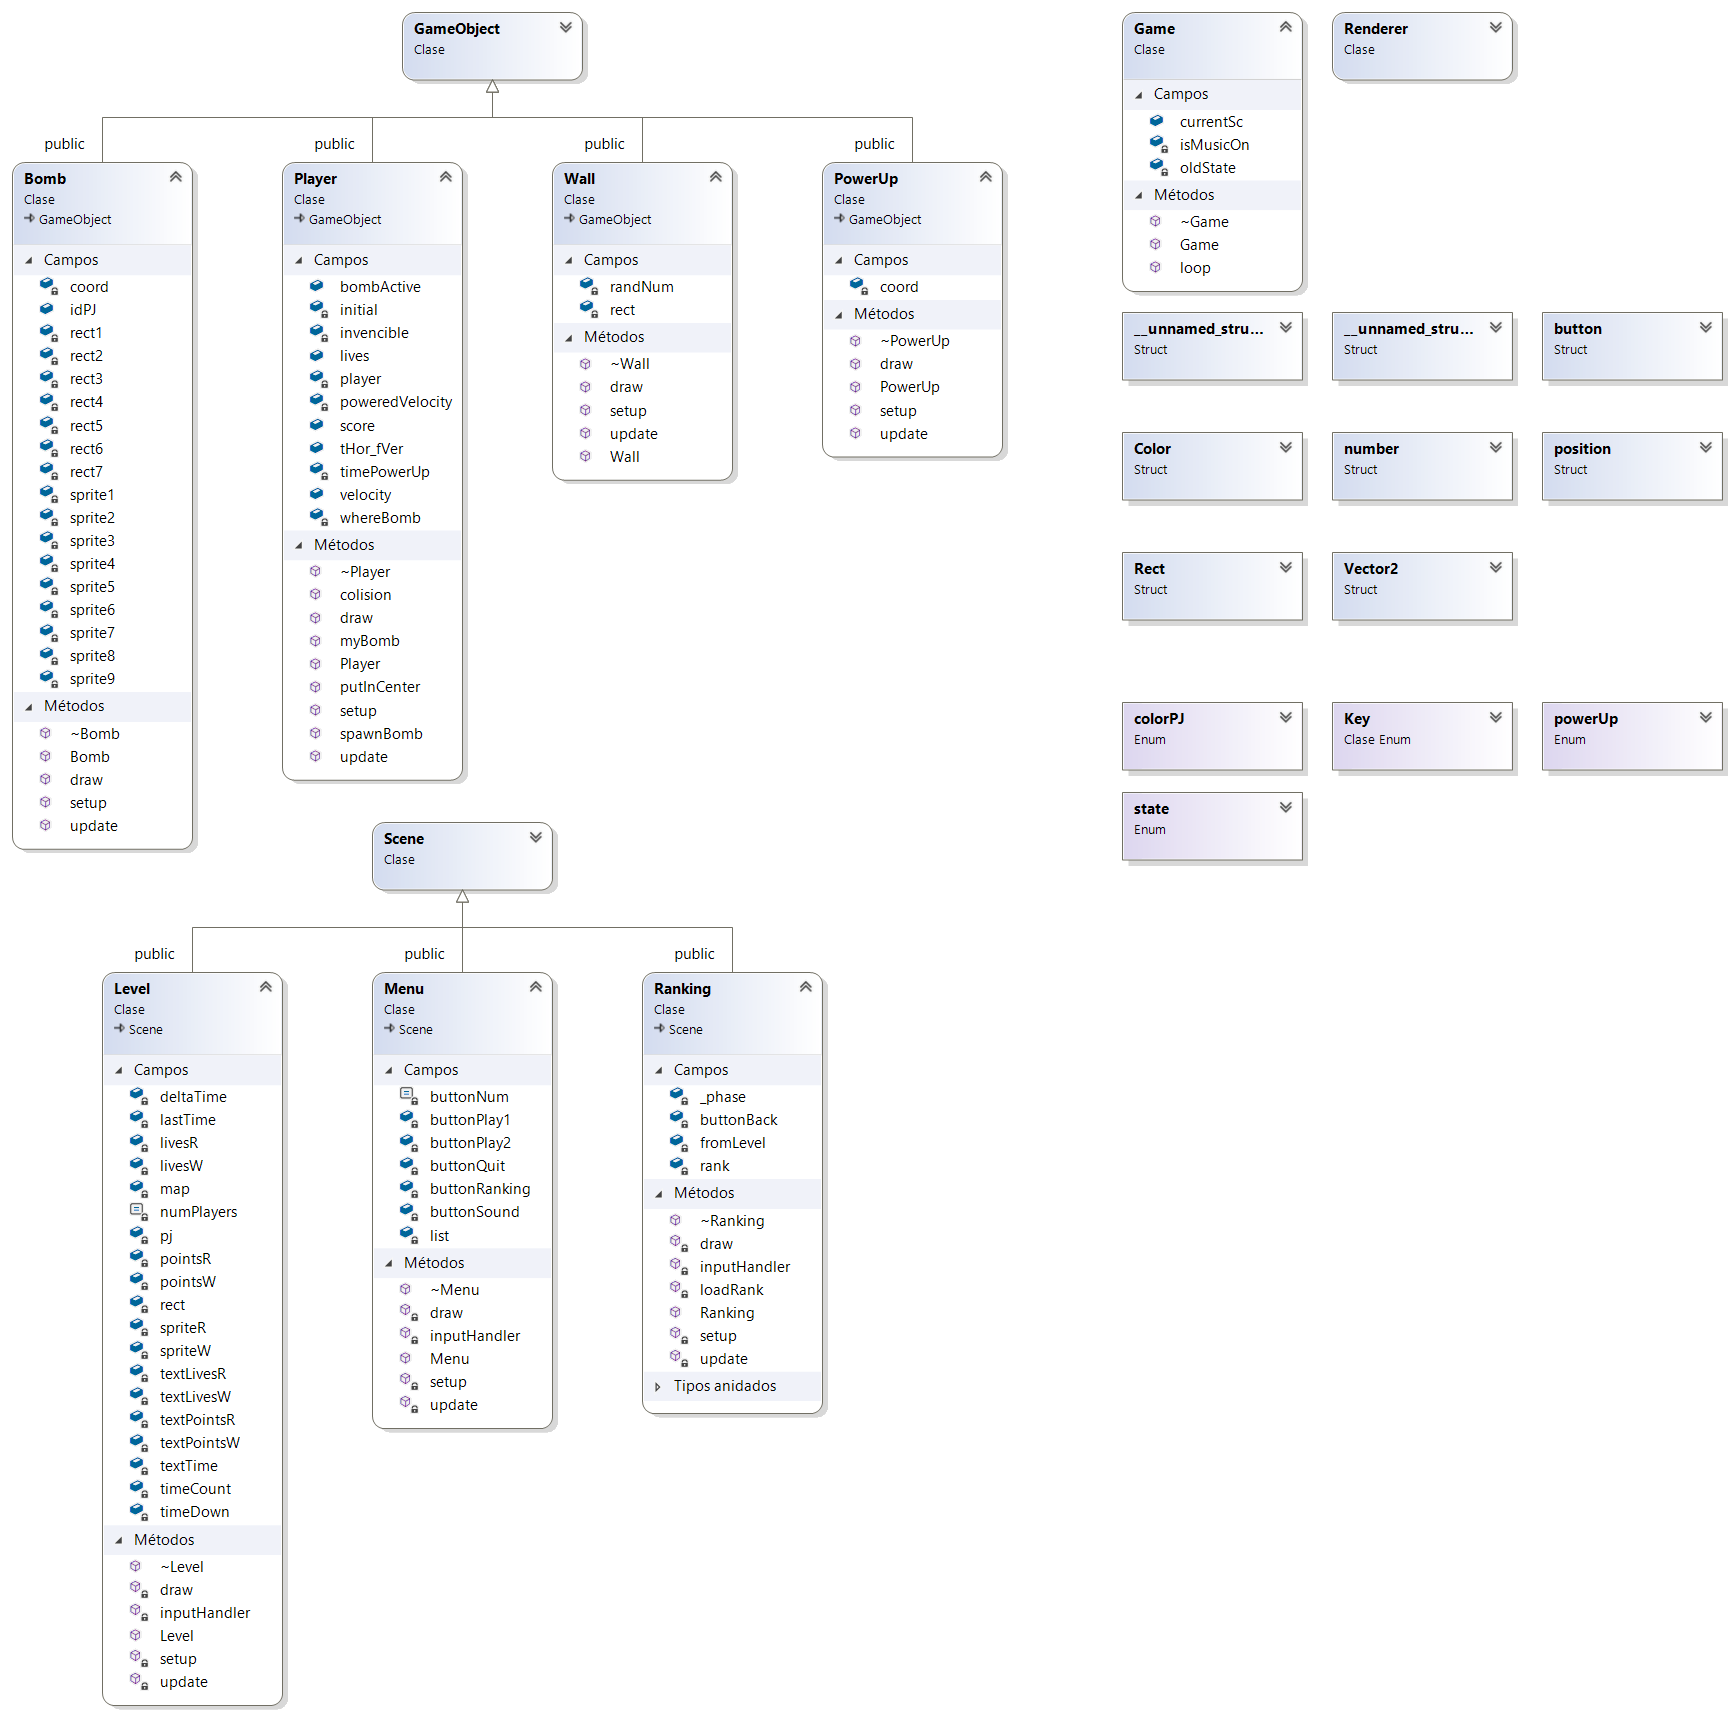 GameObject
Clase
public
public
public
public
Bomb
Clase
GameObject
Campos
coord
idPJ
rect1
rect2
rect3
rect4
rect5
rect6
rect7
sprite1
sprite2
sprite3
sprite4
sprite5
sprite6
sprite7
sprite8
sprite9
Métodos
~Bomb
Bomb
draw
setup
update
Player
Clase
GameObject
Campos
bombActive
initial
invencible
lives
player
poweredVelocity
score
tHor_fVer
timePowerUp
velocity
whereBomb
Métodos
~Player
colision
draw
myBomb
Player
putInCenter
setup
spawnBomb
update
Wall
Clase
GameObject
Campos
randNum
rect
Métodos
~Wall
draw
setup
update
Wall
PowerUp
Clase
GameObject
Campos
coord
Métodos
~PowerUp
draw
PowerUp
setup
update
Scene
Clase
public
public
public
Level
Clase
Scene
Campos
deltaTime
lastTime
livesR
livesW
map
numPlayers
pj
pointsR
pointsW
rect
spriteR
spriteW
textLivesR
textLivesW
textPointsR
textPointsW
textTime
timeCount
timeDown
Métodos
~Level
draw
inputHandler
Level
setup
update
Menu
Clase
Scene
Campos
buttonNum
buttonPlay1
buttonPlay2
buttonQuit
buttonRanking
buttonSound
list
Métodos
~Menu
draw
inputHandler
Menu
setup
update
Ranking
Clase
Scene
Campos
_phase
buttonBack
fromLevel
rank
Métodos
~Ranking
draw
inputHandler
loadRank
Ranking
setup
update
Tipos anidados
Game
Clase
Campos
currentSc
isMusicOn
oldState
Métodos
~Game
Game
loop
Renderer
Clase
__unnamed_stru...
Struct
__unnamed_stru...
Struct
button
Struct
Color
Struct
number
Struct
position
Struct
Rect
Struct
Vector2
Struct
colorPJ
Enum
Key
Clase Enum
powerUp
Enum
state
Enum